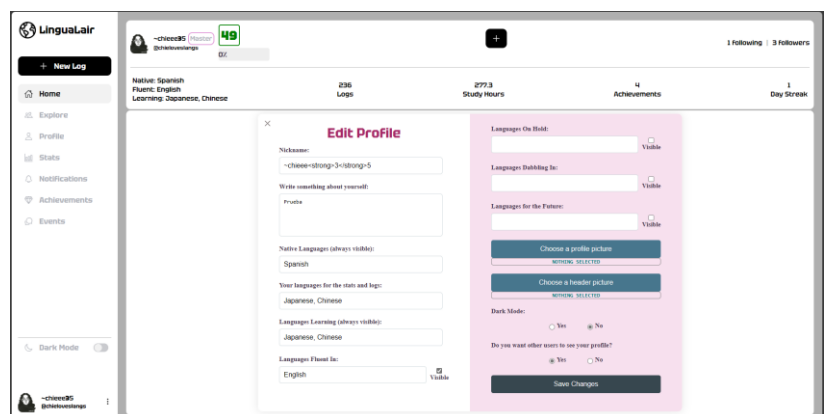 LinguaLair
+ New Log
Home
Explore
Profile
Stats
Notifications
Achievements
Events
Dark Mode
~chieee35
@chieloveslangs
~chieee35 Master 49
@chieloveslangs
0%
+
1 Following | 3 Followers
Native: Spanish
Fluent: English
Learning: Japanese, Chinese
236
Logs
277.3
Study Hours
4
Achievements
1
Day Streak
×
Edit Profile
Nickname:
~chieee<strong>3</strong>5
Write something about yourself:
Prueba
Native Languages (always visible):
Spanish
Your languages for the stats and logs:
Japanese, Chinese
Languages Learning (always visible):
Japanese, Chinese
Languages Fluent In:
English
Visible
Languages On Hold:
Visible
Languages Dabbling In:
Visible
Languages for the Future:
Visible
Choose a profile picture
NOTHING SELECTED
Choose a header picture
NOTHING SELECTED
Dark Mode:
Yes No
Do you want other users to see your profile?
Yes No
Save Changes